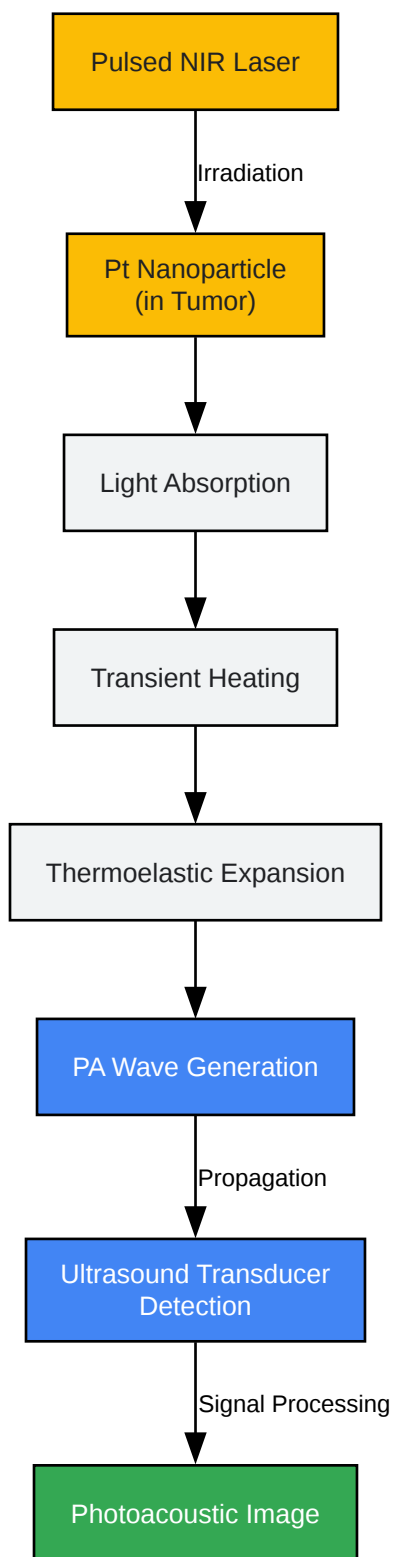 Pulsed NIR Laser
Irradiation
Pt Nanoparticle
(in Tumor)
Light Absorption
Transient Heating
Thermoelastic Expansion
PA Wave Generation
Propagation
Ultrasound Transducer
Detection
Signal Processing
Photoacoustic Image